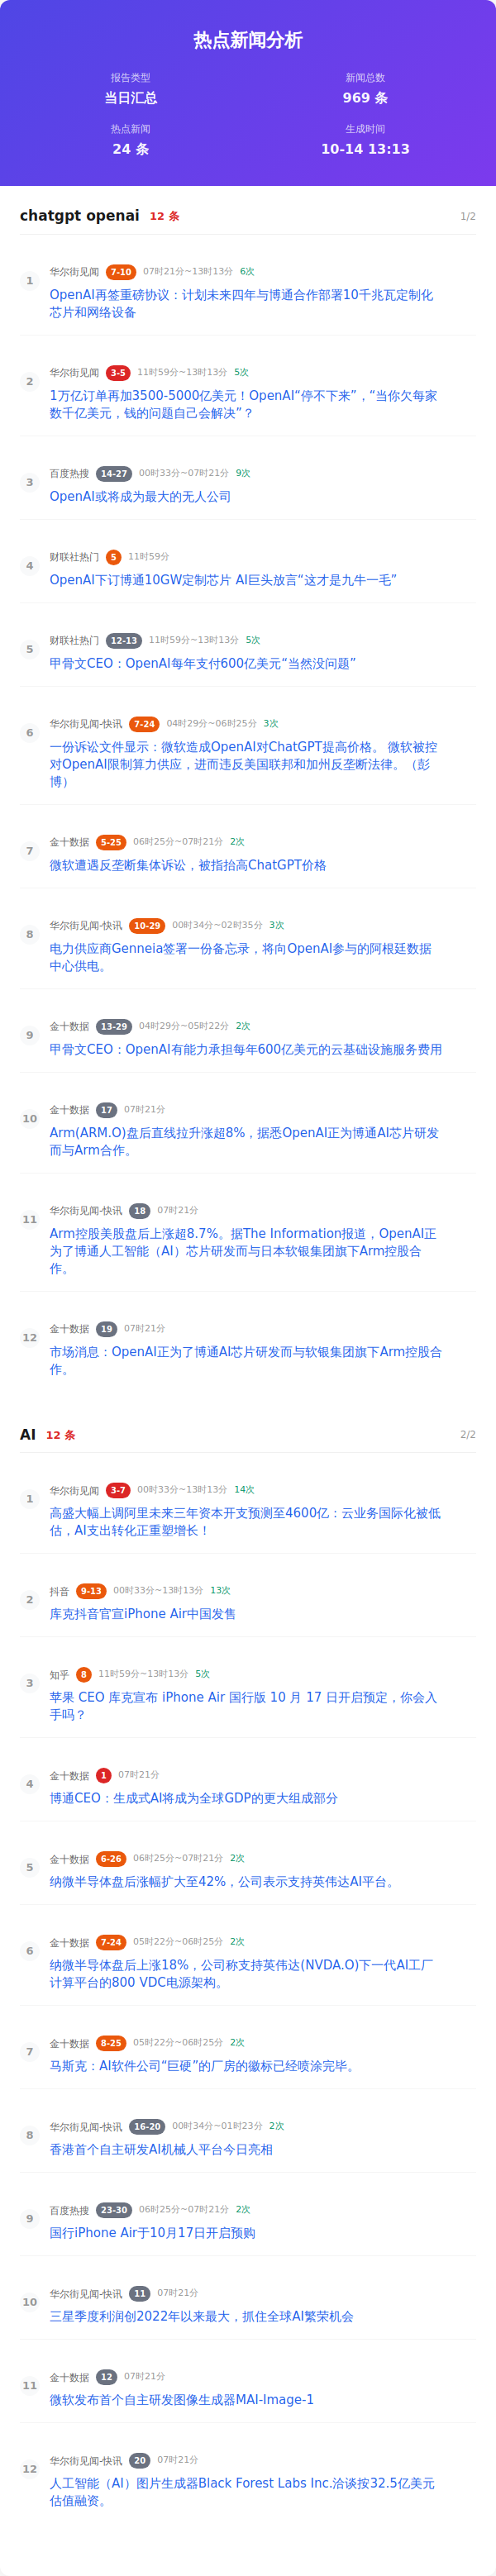 热点新闻分析
报告类型
当日汇总
新闻总数
969 条
热点新闻
24 条
生成时间
10-14 13:13
chatgpt openai 12 条 1/2
1
华尔街见闻 7-10 07时21分~13时13分 6次
OpenAI再签重磅协议：计划未来四年与博通合作部署10千兆瓦定制化
芯片和网络设备
2
华尔街见闻 3-5 11时59分~13时13分 5次
1万亿订单再加3500-5000亿美元！OpenAI“停不下来”，“当你欠每家
数千亿美元，钱的问题自己会解决”？
3
百度热搜 14-27 00时33分~07时21分 9次
OpenAI或将成为最大的无人公司
4
财联社热门 5 11时59分
OpenAI下订博通10GW定制芯片 AI巨头放言“这才是九牛一毛”
5
财联社热门 12-13 11时59分~13时13分 5次
甲骨文CEO：OpenAI每年支付600亿美元“当然没问题”
6
华尔街见闻-快讯 7-24 04时29分~06时25分 3次
一份诉讼文件显示：微软造成OpenAI对ChatGPT提高价格。 微软被控
对OpenAI限制算力供应，进而违反美国联邦和加州反垄断法律。（彭
博）
7
金十数据 5-25 06时25分~07时21分 2次
微软遭遇反垄断集体诉讼，被指抬高ChatGPT价格
8
华尔街见闻-快讯 10-29 00时34分~02时35分 3次
电力供应商Genneia签署一份备忘录，将向OpenAI参与的阿根廷数据
中心供电。
9
金十数据 13-29 04时29分~05时22分 2次
甲骨文CEO：OpenAI有能力承担每年600亿美元的云基础设施服务费用
10
金十数据 17 07时21分
Arm(ARM.O)盘后直线拉升涨超8%，据悉OpenAI正为博通AI芯片研发
而与Arm合作。
11
华尔街见闻-快讯 18 07时21分
Arm控股美股盘后上涨超8.7%。据The Information报道，OpenAI正
为了博通人工智能（AI）芯片研发而与日本软银集团旗下Arm控股合
作。
12
金十数据 19 07时21分
市场消息：OpenAI正为了博通AI芯片研发而与软银集团旗下Arm控股合
作。
AI 12 条 2/2
1
华尔街见闻 3-7 00时33分~13时13分 14次
高盛大幅上调阿里未来三年资本开支预测至4600亿：云业务国际化被低
估，AI支出转化正重塑增长！
2
抖音 9-13 00时33分~13时13分 13次
库克抖音官宣iPhone Air中国发售
3
知乎 8 11时59分~13时13分 5次
苹果 CEO 库克宣布 iPhone Air 国行版 10 月 17 日开启预定，你会入
手吗？
4
金十数据 1 07时21分
博通CEO：生成式AI将成为全球GDP的更大组成部分
5
金十数据 6-26 06时25分~07时21分 2次
纳微半导体盘后涨幅扩大至42%，公司表示支持英伟达AI平台。
6
金十数据 7-24 05时22分~06时25分 2次
纳微半导体盘后上涨18%，公司称支持英伟达(NVDA.O)下一代AI工厂
计算平台的800 VDC电源架构。
7
金十数据 8-25 05时22分~06时25分 2次
马斯克：AI软件公司“巨硬”的厂房的徽标已经喷涂完毕。
8
华尔街见闻-快讯 16-20 00时34分~01时23分 2次
香港首个自主研发AI机械人平台今日亮相
9
百度热搜 23-30 06时25分~07时21分 2次
国行iPhone Air于10月17日开启预购
10
华尔街见闻-快讯 11 07时21分
三星季度利润创2022年以来最大，抓住全球AI繁荣机会
11
金十数据 12 07时21分
微软发布首个自主研发图像生成器MAI-Image-1
12
华尔街见闻-快讯 20 07时21分
人工智能（AI）图片生成器Black Forest Labs Inc.洽谈按32.5亿美元
估值融资。